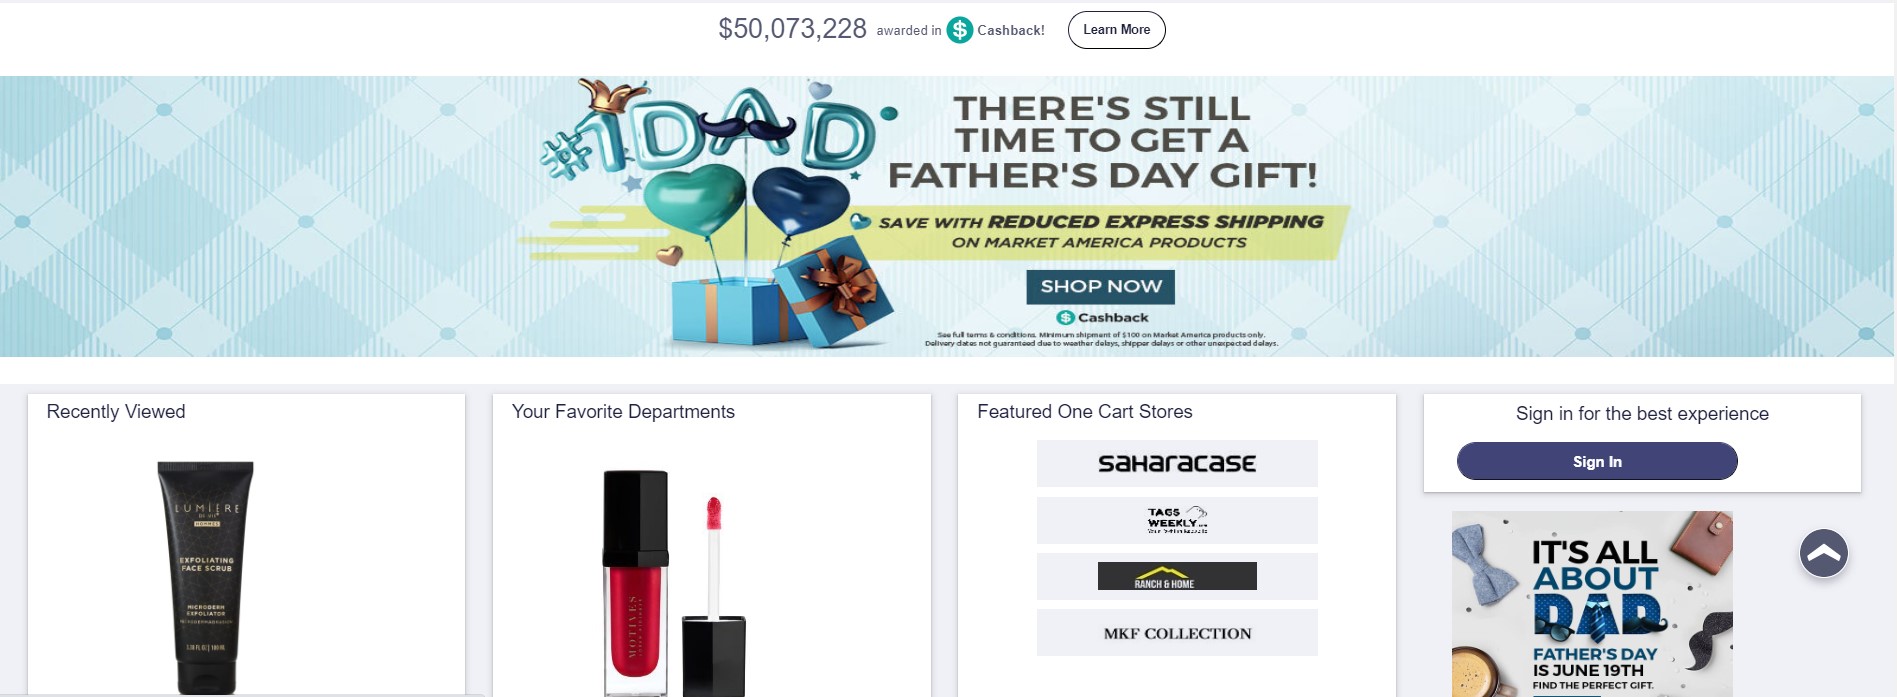 $50,073,228 awarded in $ Cashback! Learn More
#1DAD
THERE'S STILL
TIME TO GET A
FATHER'S DAY GIFT!
SAVE WITH REDUCED EXPRESS SHIPPING
ON MARKET AMERICA PRODUCTS
SHOP NOW
$ Cashback
See full terms & conditions. Minimum shipment of $100 on Market America products only.
Delivery dates not guaranteed due to weather delays, shipper delays or other unexpected delays.
Recently Viewed
LUMIÈRE
HOMMES
EXFOLIATING
FACE SCRUB
MICRODERM
EXFOLIATOR
Your Favorite Departments
MOTIVES
Featured One Cart Stores
saharacase
TAGS
WEEKLY
RANCH & HOME
MKF COLLECTION
Sign in for the best experience
Sign In
IT'S ALL
ABOUT
DAD
FATHER'S DAY
IS JUNE 19TH
FIND THE PERFECT GIFT.